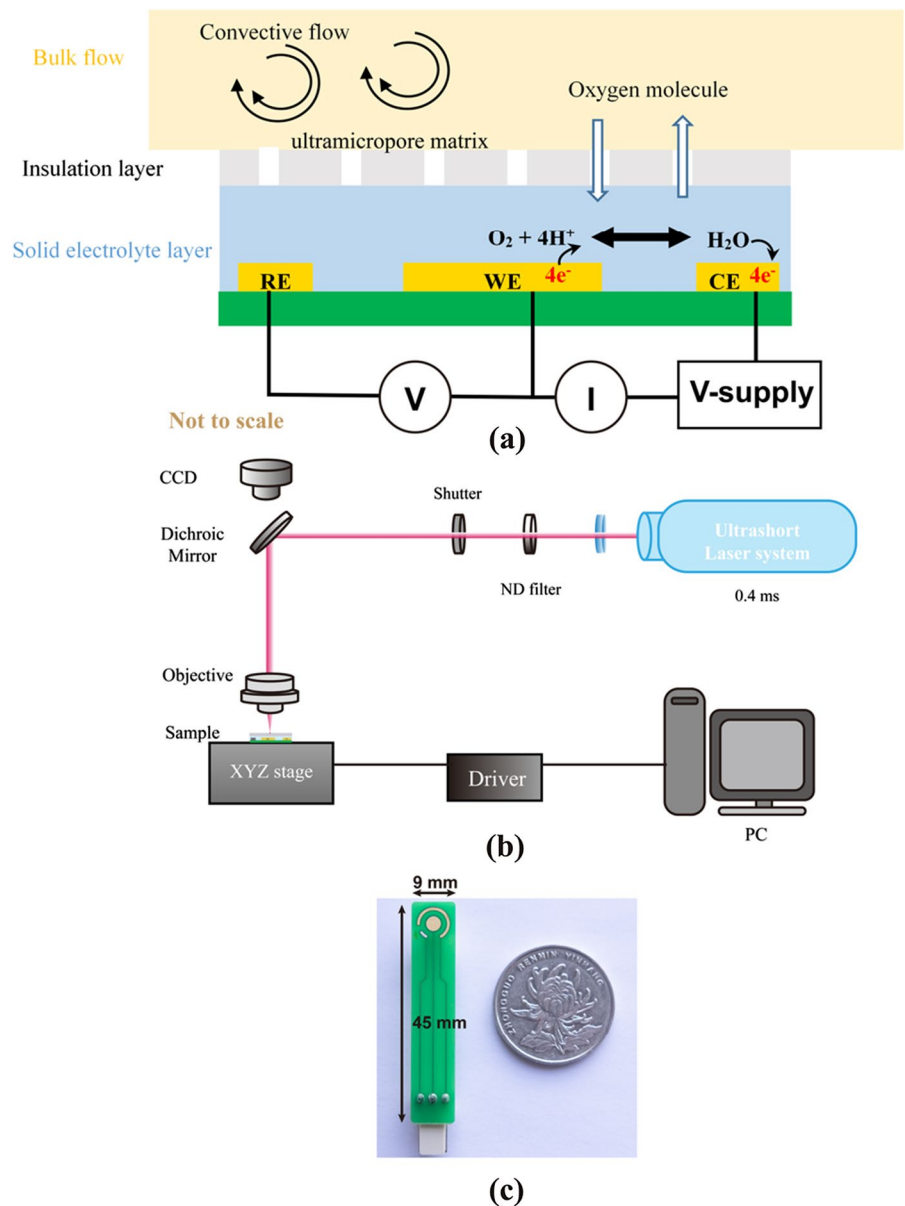 (a)
Convective flow
Bulk flow
Oxygen molecule
ultramicropore matrix
Insulation layer
O₂ + 4H⁺
H₂O
Solid electrolyte layer
RE
WE
4e⁻
CE
4e⁻
V
I
V-supply
Not to scale
(a)
CCD
Shutter
Dichroic
Mirror
Ultrashort
Laser system
ND filter
0.4 ms
Objective
Sample
XYZ stage
Driver
PC
(b)
9 mm
45 mm
ZHONGGUO RENMIN YINHANG
(c)